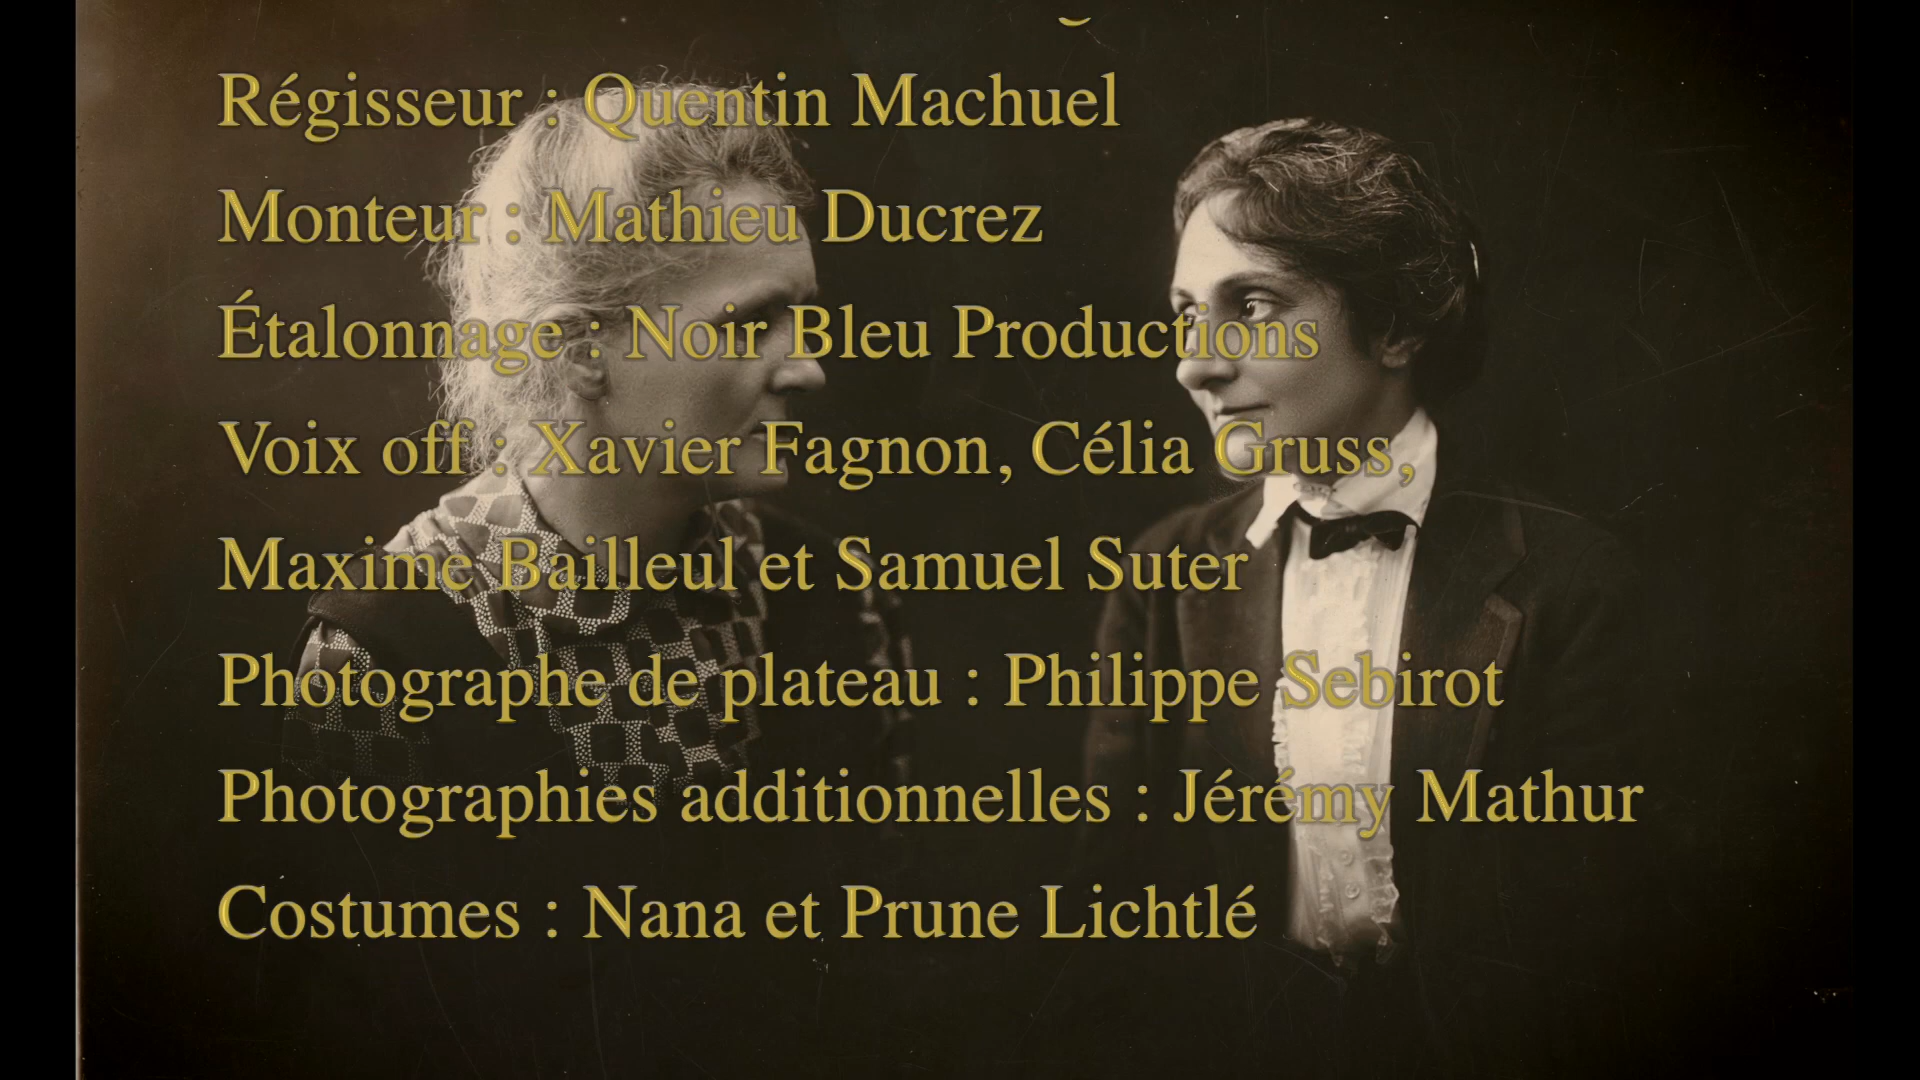 Régisseur : Quentin Machuel
Monteur : Mathieu Ducrez
Étalonnage : Noir Bleu Productions
Voix off : Xavier Fagnon, Célia Gruss,
Maxime Bailleul et Samuel Suter
Photographe de plateau : Philippe Sebirot
Photographies additionnelles : Jérémy Mathur
Costumes : Nana et Prune Lichtlé